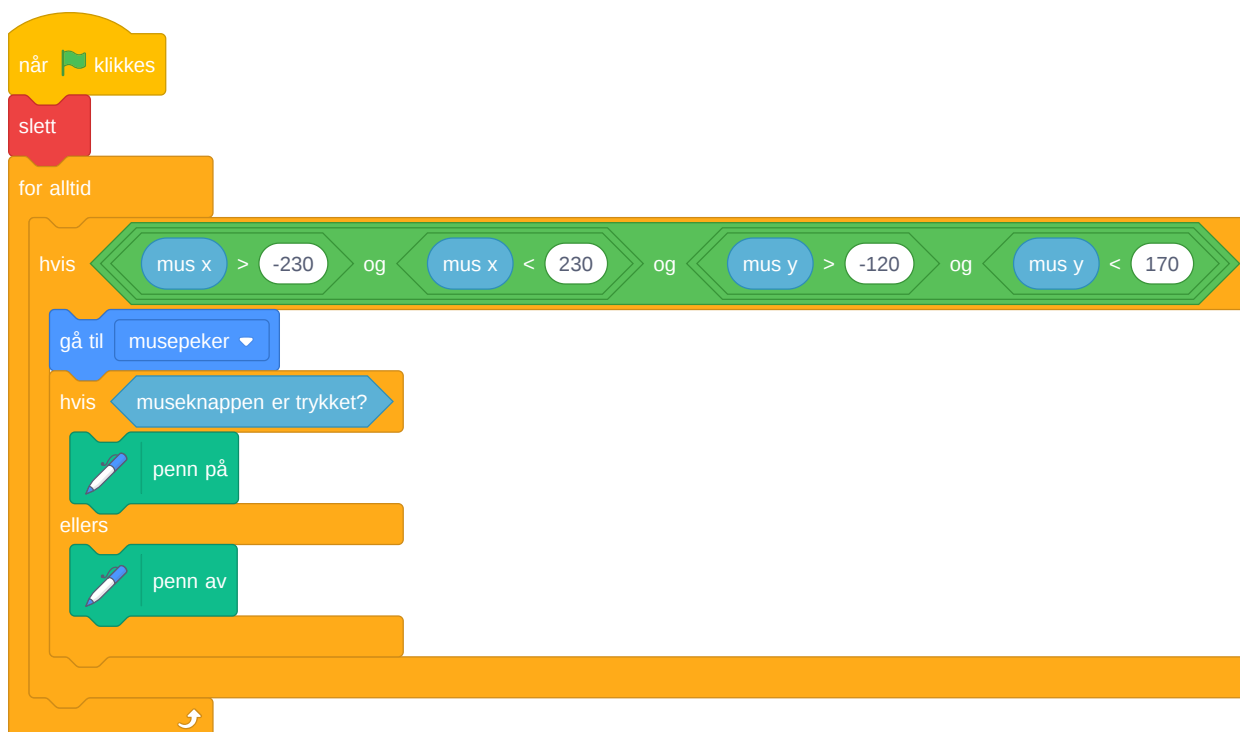 når klikkes
slett
for alltid
hvis mus x > -230 og mus x < 230 og mus y > -120 og mus y < 170
gå til musepeker
hvis museknappen er trykket?
penn på
ellers
penn av